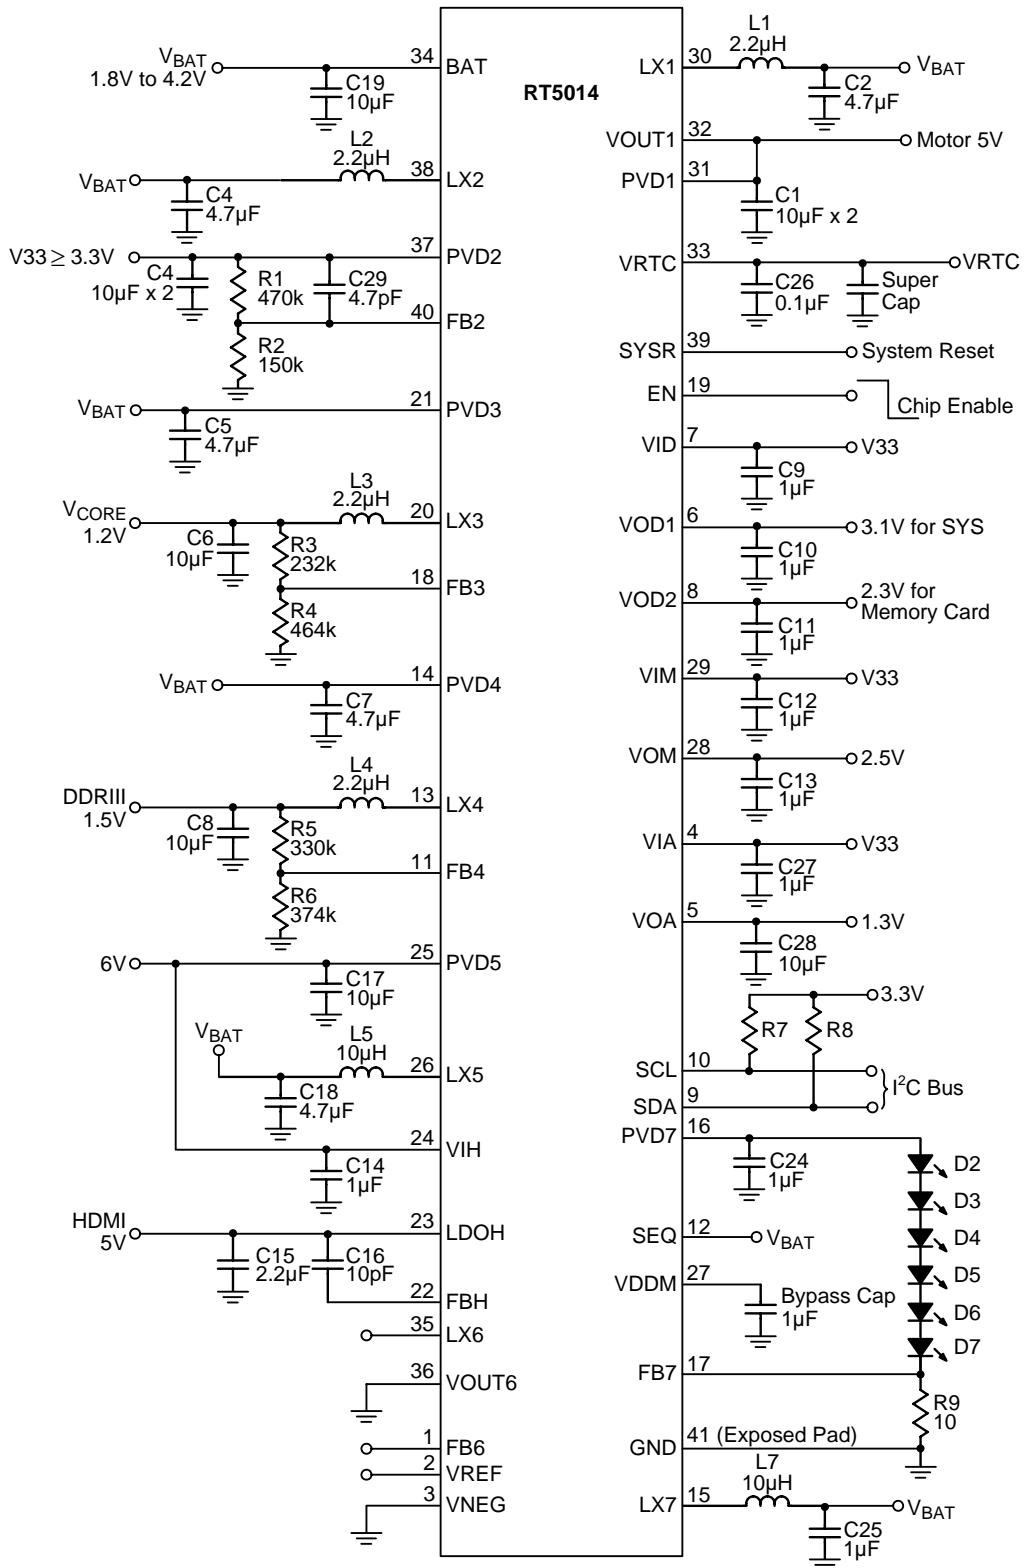 RT5014
V_BAT
1.8V to 4.2V
34
BAT
C19
10µF
L2
2.2µH
V_BAT
38
LX2
C4
4.7µF
V33 ≥ 3.3V
37
PVD2
C4
10µF x 2
R1
470k
C29
4.7pF
40
FB2
R2
150k
V_BAT
21
PVD3
C5
4.7µF
L3
2.2µH
V_CORE
1.2V
20
LX3
C6
10µF
R3
232k
18
FB3
R4
464k
V_BAT
14
PVD4
C7
4.7µF
L4
2.2µH
DDRIII
1.5V
13
LX4
C8
10µF
R5
330k
11
FB4
R6
374k
6V
25
PVD5
C17
10µF
V_BAT
L5
10µH
26
LX5
C18
4.7µF
24
VIH
C14
1µF
HDMI
5V
23
LDOH
C15
2.2µF
C16
10pF
22
FBH
35
LX6
36
VOUT6
1
FB6
2
VREF
3
VNEG
L1
2.2µH
LX1
30
V_BAT
C2
4.7µF
VOUT1
32
Motor 5V
PVD1
31
C1
10µF x 2
VRTC
33
VRTC
C26
0.1µF
Super
Cap
SYSR
39
System Reset
EN
19
Chip Enable
VID
7
V33
C9
1µF
VOD1
6
3.1V for SYS
C10
1µF
VOD2
8
2.3V for
Memory Card
C11
1µF
VIM
29
V33
C12
1µF
VOM
28
2.5V
C13
1µF
VIA
4
V33
C27
1µF
VOA
5
1.3V
C28
10µF
3.3V
R7
R8
SCL
10
I²C Bus
SDA
9
PVD7
16
C24
1µF
D2
D3
D4
D5
D6
D7
SEQ
12
V_BAT
VDDM
27
Bypass Cap
1µF
FB7
17
R9
10
GND
41 (Exposed Pad)
L7
10µH
LX7
15
V_BAT
C25
1µF